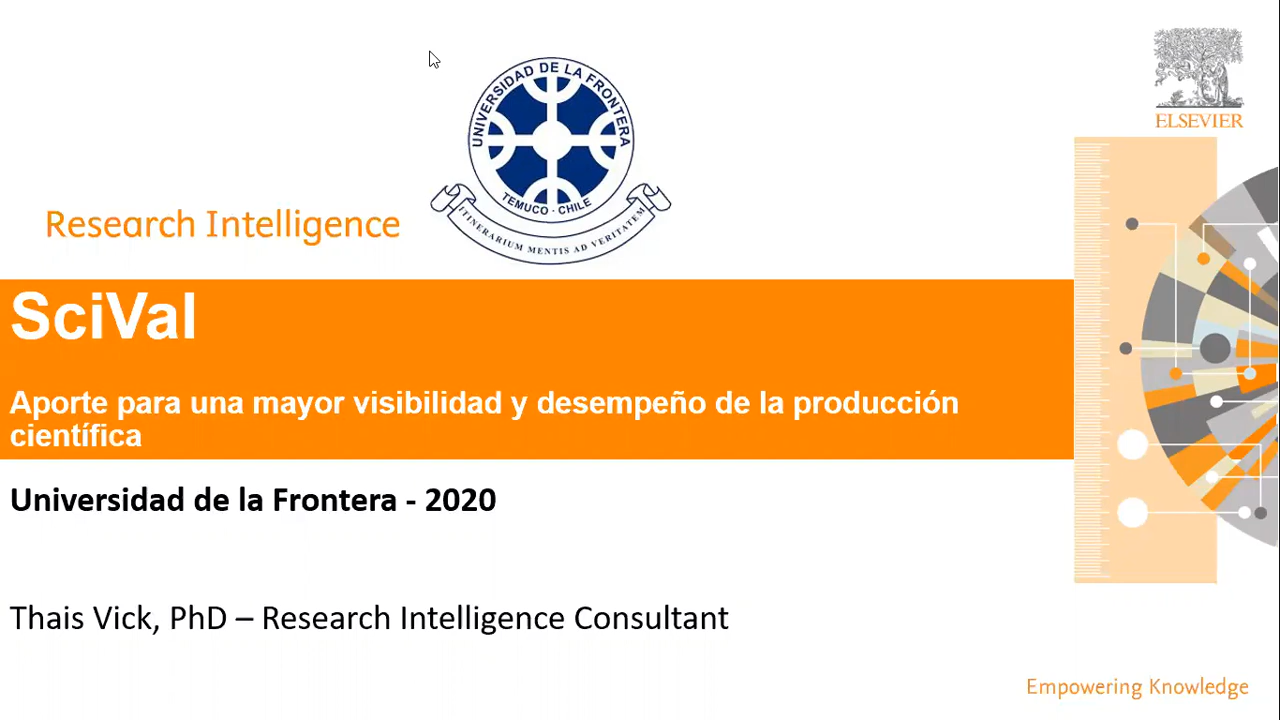 UNIVERSIDAD DE LA FRONTERA
TEMUCO · CHILE
ITINERARIUM MENTIS AD VERITATEM
ELSEVIER
Research Intelligence
SciVal
Aporte para una mayor visibilidad y desempeño de la producción
científica
Universidad de la Frontera - 2020
Thais Vick, PhD – Research Intelligence Consultant
Empowering Knowledge